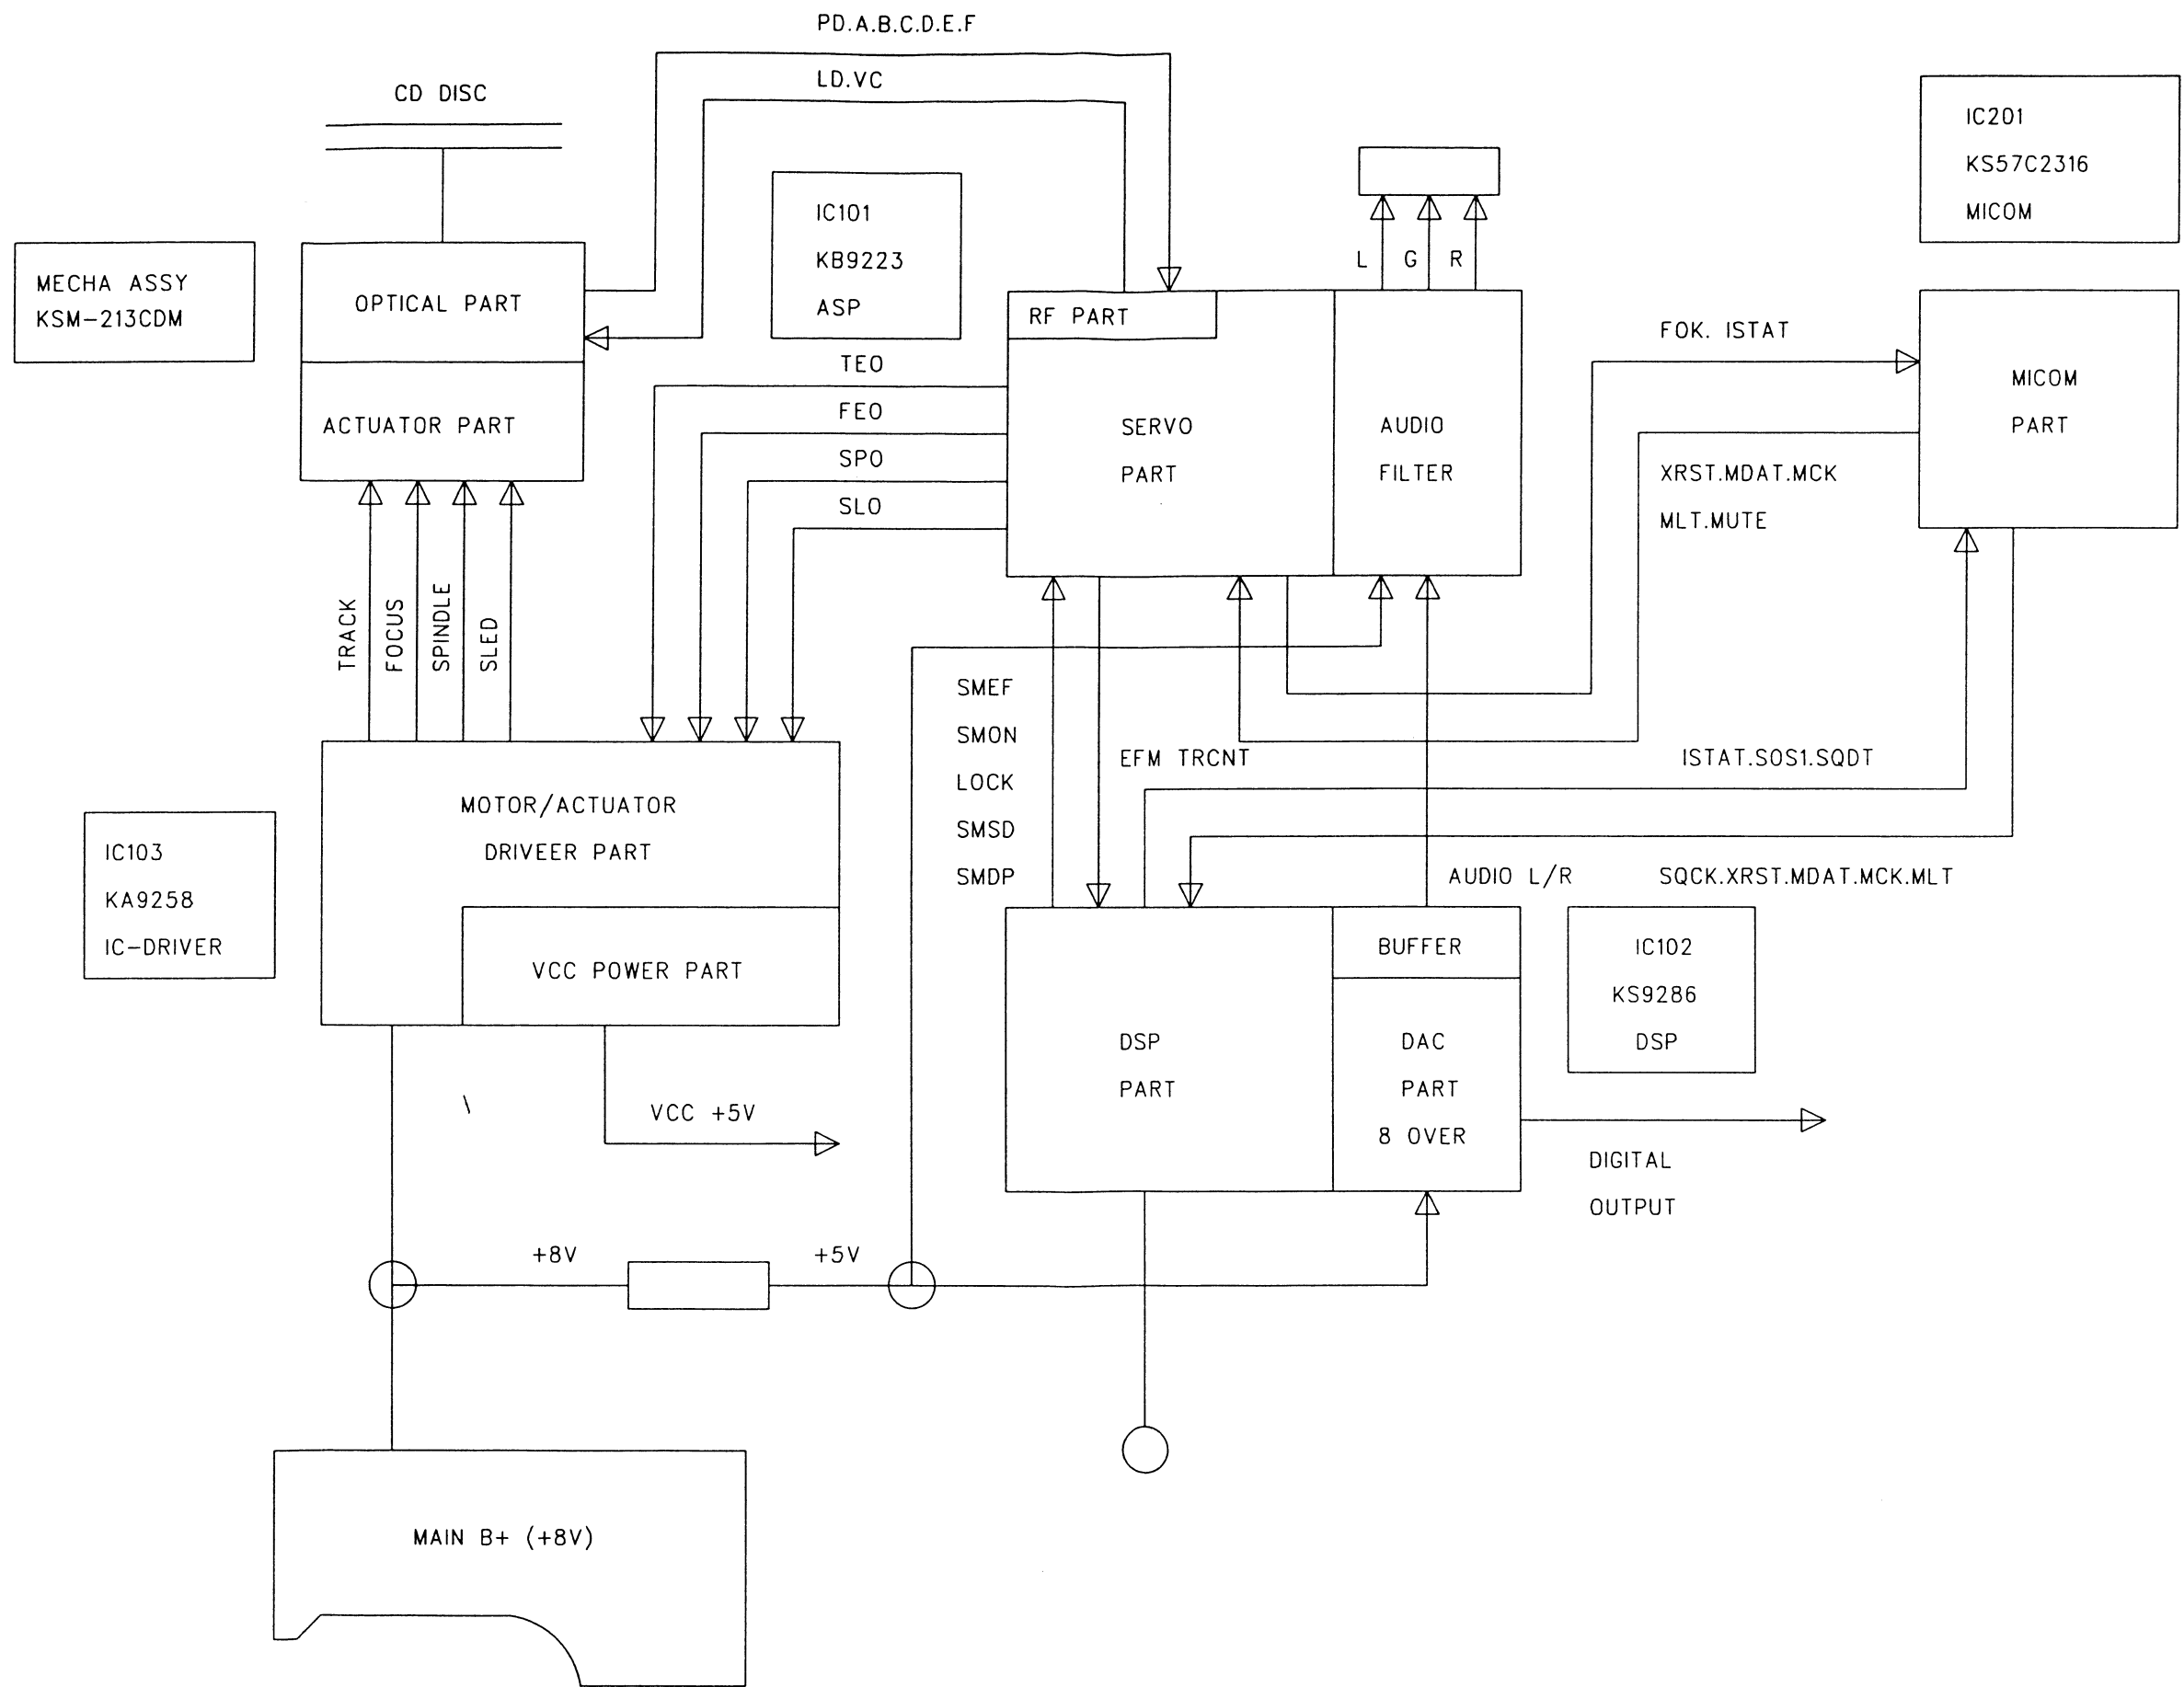 PD.A.B.C.D.E.F
LD.VC
CD DISC
IC201
KS57C2316
MICOM
IC101
KB9223
ASP
MECHA ASSY
KSM-213CDM
OPTICAL PART
ACTUATOR PART
L G R
RF PART
SERVO
PART
AUDIO
FILTER
FOK. ISTAT
MICOM
PART
TEO
FEO
SPO
SLO
XRST.MDAT.MCK
MLT.MUTE
TRACK
FOCUS
SPINDLE
SLED
SMEF
SMON
LOCK
SMSD
SMDP
EFM TRCNT
ISTAT.SOS1.SQDT
MOTOR/ACTUATOR
DRIVEER PART
VCC POWER PART
IC103
KA9258
IC-DRIVER
AUDIO L/R
SQCK.XRST.MDAT.MCK.MLT
BUFFER
DSP
PART
DAC
PART
8 OVER
IC102
KS9286
DSP
VCC +5V
DIGITAL
OUTPUT
+8V
+5V
MAIN B+ (+8V)